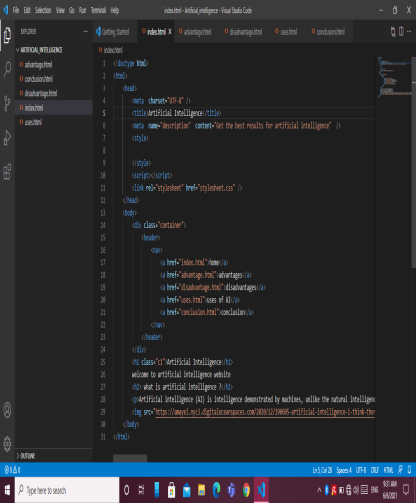 File Edit Selection View Go Run Terminal Help
index.html - Artificial_intelligence - Visual Studio Code
EXPLORER
ARTIFICIAL_INTELLIGENCE
advantage.html
conclusion.html
disadvantage.html
index.html
uses.html
OUTLINE
Getting Started index.html advantage.html disadvantage.html uses.html conclusion.html
index.html
1 <!doctype html>
2 <html>
3 <head>
4 <meta charset="UTF-8" />
5 <title>Artificial Intelligence</title>
6 <meta name="description" content="Get the best results for artificial intelligence" />
7 <style>
8
9 </style>
10 <script></script>
11 <link rel="stylesheet" href="stylesheet.css" />
12 </head>
13 <body>
14 <div class="container">
15 <header>
16 <nav>
17 <a href="index.html">home</a>
18 <a href="advantage.html">advantages</a>
19 <a href="disadvantage.html">disadvantages</a>
20 <a href="uses.html">uses of AI</a>
21 <a href="conclusion.html">conclusion</a>
22 </nav>
23 </header>
24 </div>
25 <h1 class="c1">Artificial Intelligence</h1>
26 welcome to artificial intelligence website
27 <h2> what is artificial intelligence ?</h2>
28 <p>Artificial intelligence (AI) is intelligence demonstrated by machines, unlike the natural intelligenc
29 <img src="https://amayei.nyc3.digitaloceanspaces.com/2020/12/190605-artificial-intelligence-i-think-ther
30 </body>
31 </html>
0 0
Ln 5, Col 28 Spaces: 4 UTF-8 CRLF HTML
Type here to search
ENG
9:31 AM
6/6/2021